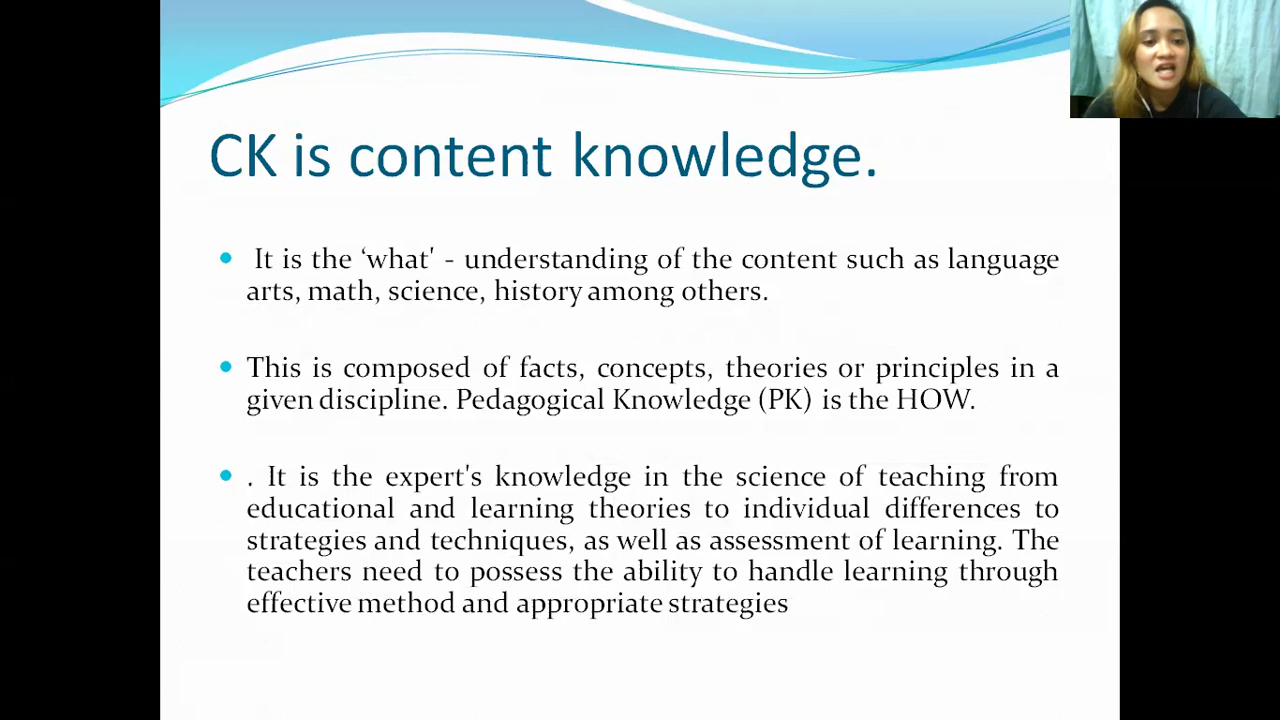 CK is content knowledge.
It is the ‘what' - understanding of the content such as language
arts, math, science, history among others.
This is composed of facts, concepts, theories or principles in a
given discipline. Pedagogical Knowledge (PK) is the HOW.
. It is the expert's knowledge in the science of teaching from
educational and learning theories to individual differences to
strategies and techniques, as well as assessment of learning. The
teachers need to possess the ability to handle learning through
effective method and appropriate strategies